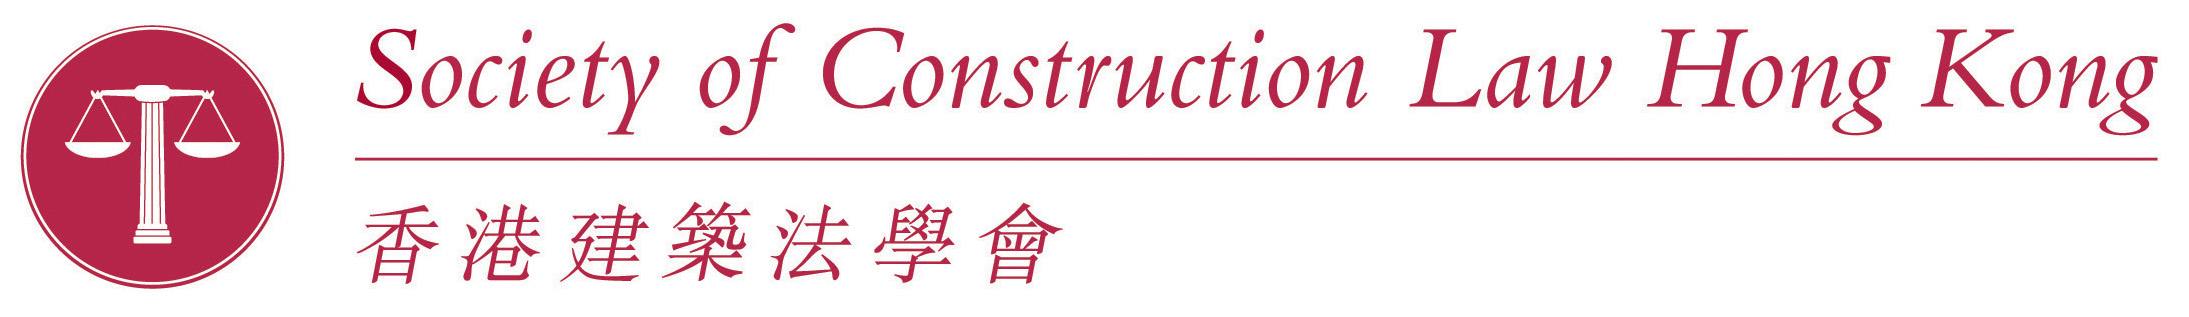 Society of Construction Law Hong Kong
香港建築法學會